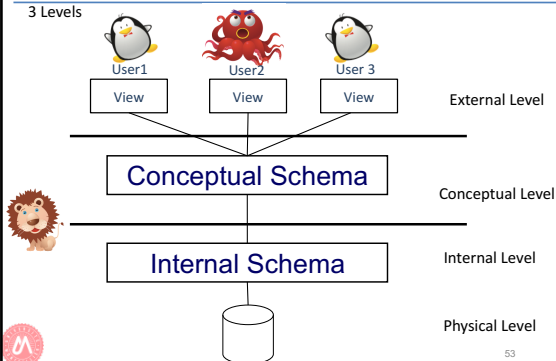 3 Levels
User1
User2
User 3
View
View
View
External Level
Conceptual Schema
Conceptual Level
Internal Schema
Internal Level
Physical Level
53